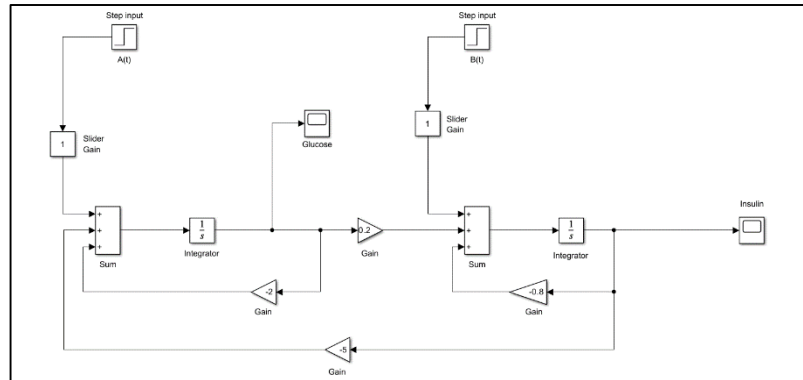 Step input
A(t)
Step input
B(t)
1
Slider
Gain
Glucose
1
Slider
Gain
+
+
+
Sum
1
s
Integrator
0.2
Gain
+
+
+
Sum
1
s
Integrator
Insulin
-2
Gain
-0.8
Gain
-5
Gain